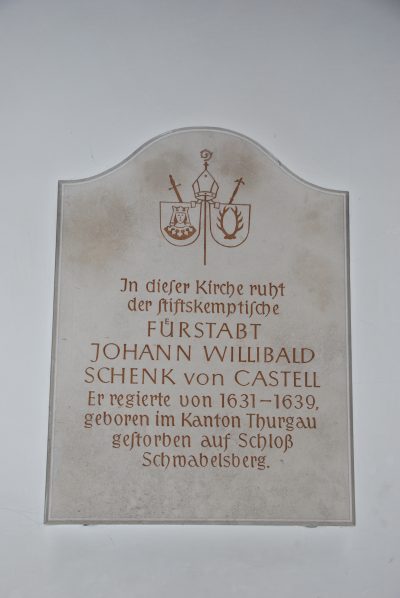 In dieser Kirche ruht
der stiftskemptische
FÜRSTABT
JOHANN WILLIBALD
SCHENK von CASTELL
Er regierte von 1631–1639,
geboren im Kanton Thurgau
gestorben auf Schloß
Schwabelsberg.